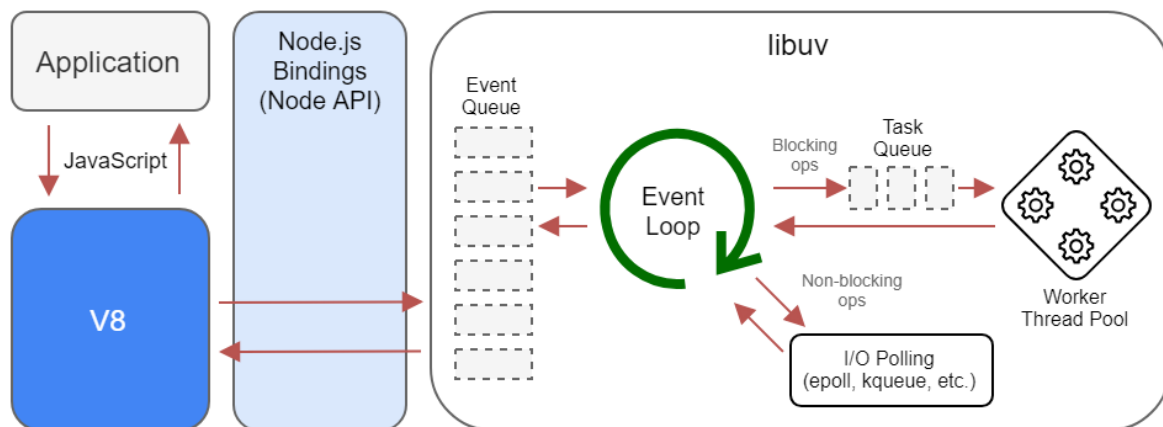 Application
JavaScript
V8
Node.js
Bindings
(Node API)
libuv
Event
Queue
Event
Loop
Blocking
ops
Task
Queue
Worker
Thread Pool
Non-blocking
ops
I/O Polling
(epoll, kqueue, etc.)